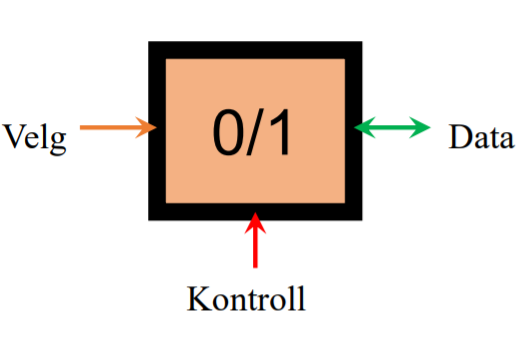 0/1
Velg
Data
Kontroll